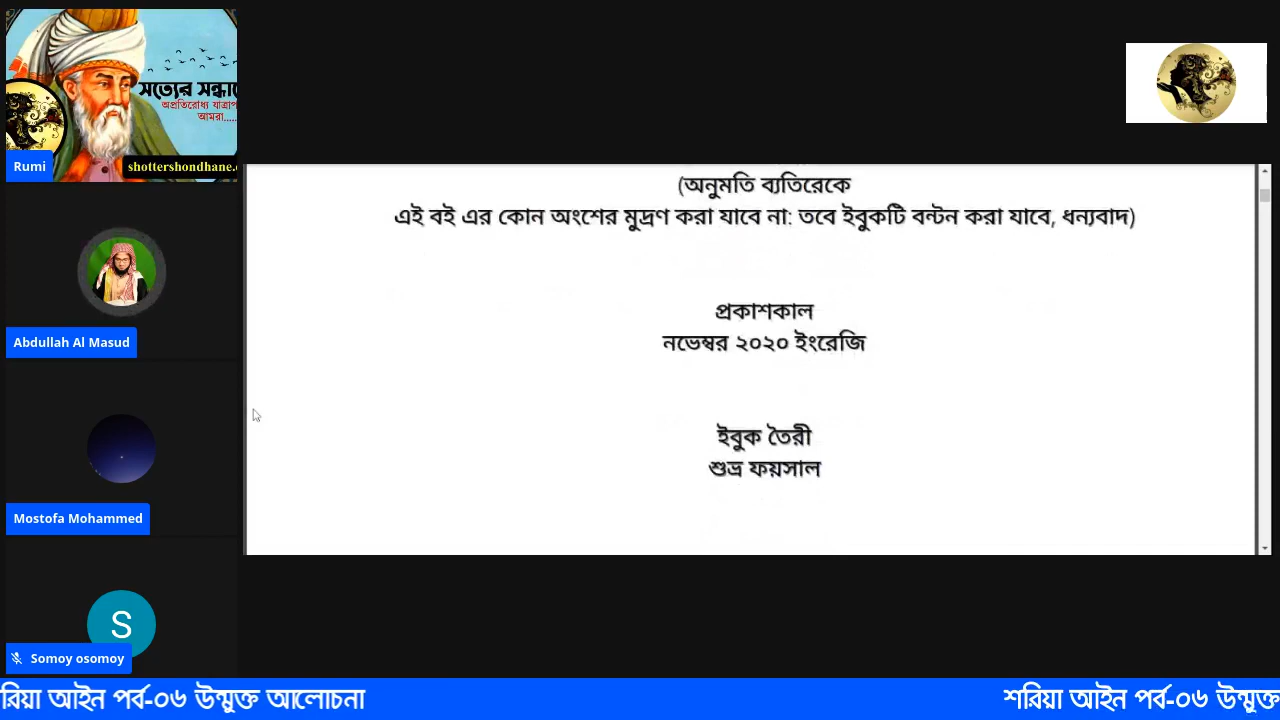 সত্যের সন্ধানে
অপ্রতিরোধ্য
আমরা.....
shottershondhane.
Rumi
Abdullah Al Masud
Mostofa Mohammed
S
Somoy osomoy
(অনুমতি ব্যতিরেকে
এই বই এর কোন অংশের মুদ্রণ করা যাবে না: তবে ইবুকটি বন্টন করা যাবে, ধন্যবাদ)
প্রকাশকাল
নভেম্বর ২০২০ ইংরেজি
ইবুক তৈরী
শুভ্র ফয়সাল
রিয়া আইন পর্ব-০৬ উন্মুক্ত আলোচনা
শরিয়া আইন পর্ব-০৬ উন্মুক্ত